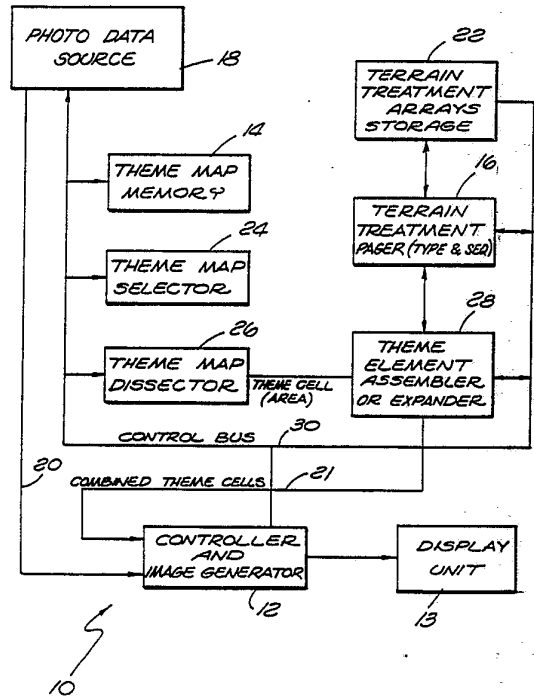 PHOTO DATA
SOURCE
18
22
TERRAIN
TREATMENT
ARRAYS
STORAGE
14
THEME MAP
MEMORY
16
TERRAIN
TREATMENT
PAGER (TYPE & SEQ)
24
THEME MAP
SELECTOR
26
THEME MAP
DISSECTOR
THEME CELL
(AREA)
28
THEME
ELEMENT
ASSEMBLER
OR EXPANDER
CONTROL BUS
30
20
COMBINED THEME CELLS
21
CONTROLLER
AND
IMAGE GENERATOR
12
DISPLAY
UNIT
13
10